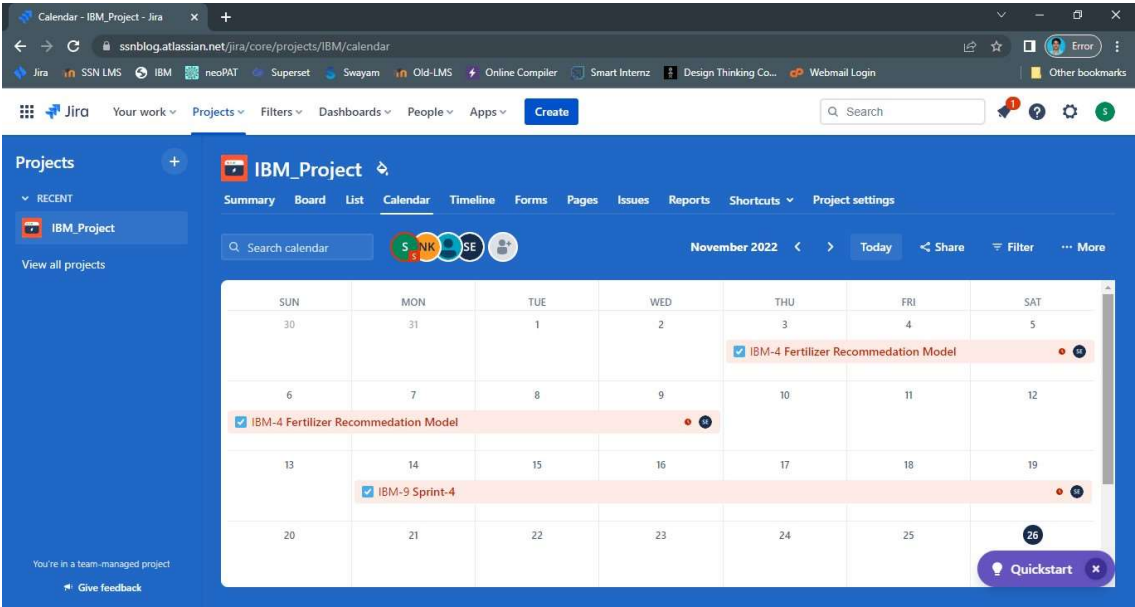 Calendar - IBM_Project - Jira
ssnblog.atlassian.net/jira/core/projects/IBM/calendar
Error
Jira SSN LMS IBM neoPAT Superset Swayam Old-LMS Online Compiler Smart Internz Design Thinking Co... Webmail Login Other bookmarks
Jira Your work Projects Filters Dashboards People Apps Create Search 1 S
Projects
RECENT
IBM_Project
View all projects
You're in a team-managed project
Give feedback
IBM_Project
Summary Board List Calendar Timeline Forms Pages Issues Reports Shortcuts Project settings
Search calendar S S NK SE November 2022 Today Share Filter More
SUN MON TUE WED THU FRI SAT
30 31 1 2 3 4 5
IBM-4 Fertilizer Recommedation Model SE
6 7 8 9 10 11 12
IBM-4 Fertilizer Recommedation Model SE
13 14 15 16 17 18 19
IBM-9 Sprint-4 SE
20 21 22 23 24 25 26
Quickstart